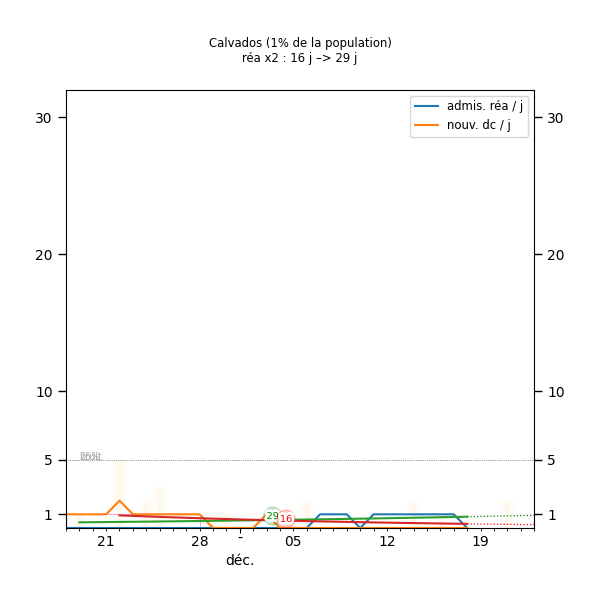 Calvados (1% de la population)
réa x2 : 16 j –> 29 j
admis. réa / j
nouv. dc / j
30 30
20 20
10 10
5 5
1 1
29 16
21 28 - 05 12 19
déc.